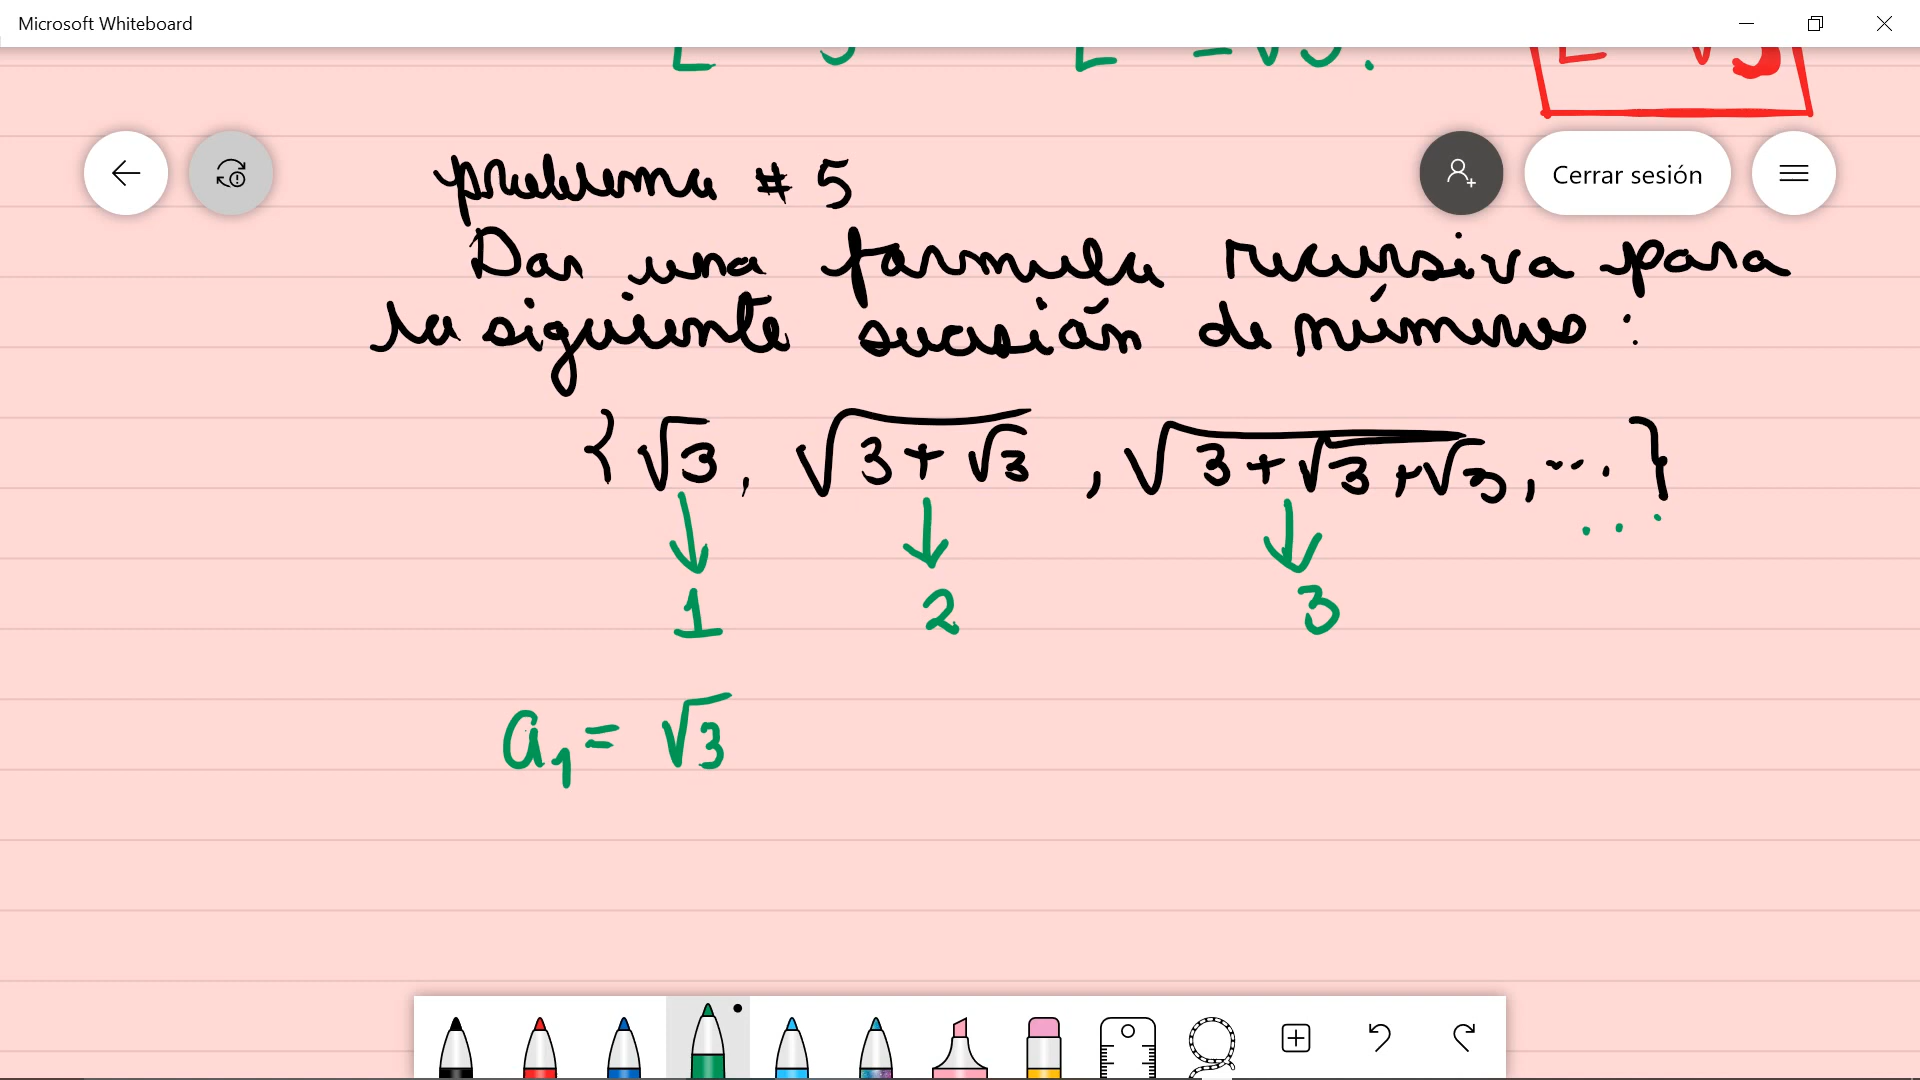 Microsoft Whiteboard
L = √3.
Cerrar sesión
problema # 5
Dar una formula recursiva para
la siguiente sucesión de números:
{√3, √(3+√3), √(3+√(3+√3)), ... }
...
1 2 3
a₁ = √3